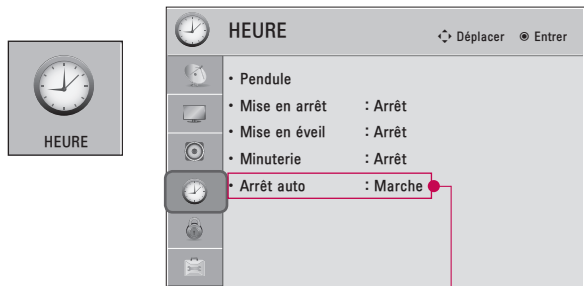 HEURE
HEURE Déplacer Entrer
• Pendule
• Mise en arrêt : Arrêt
• Mise en éveil : Arrêt
• Minuterie : Arrêt
• Arrêt auto : Marche